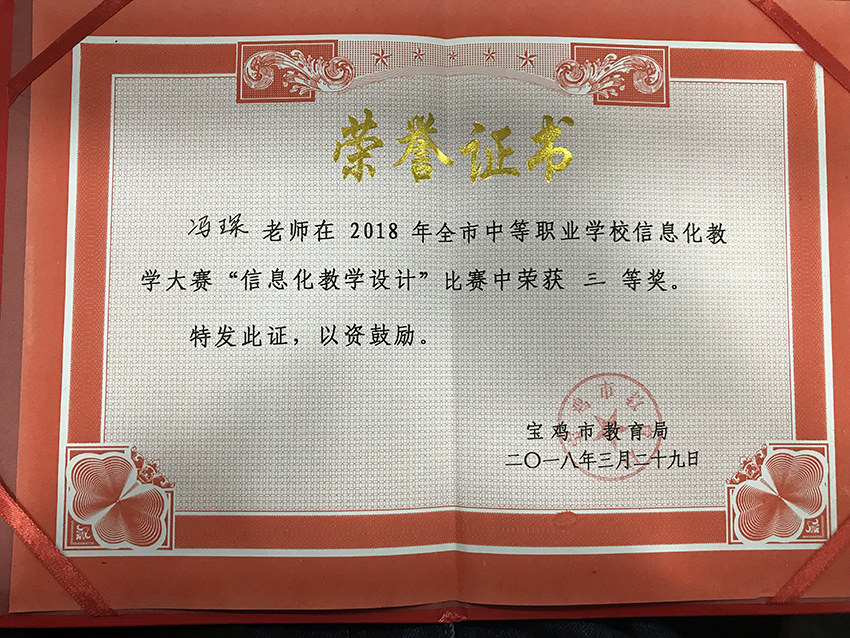 荣誉证书
冯琛 老师在 2018 年全市中等职业学校信息化教
学大赛“信息化教学设计”比赛中荣获 三 等奖。
特发此证，以资鼓励。
宝鸡市教育局
二〇一八年三月二十九日